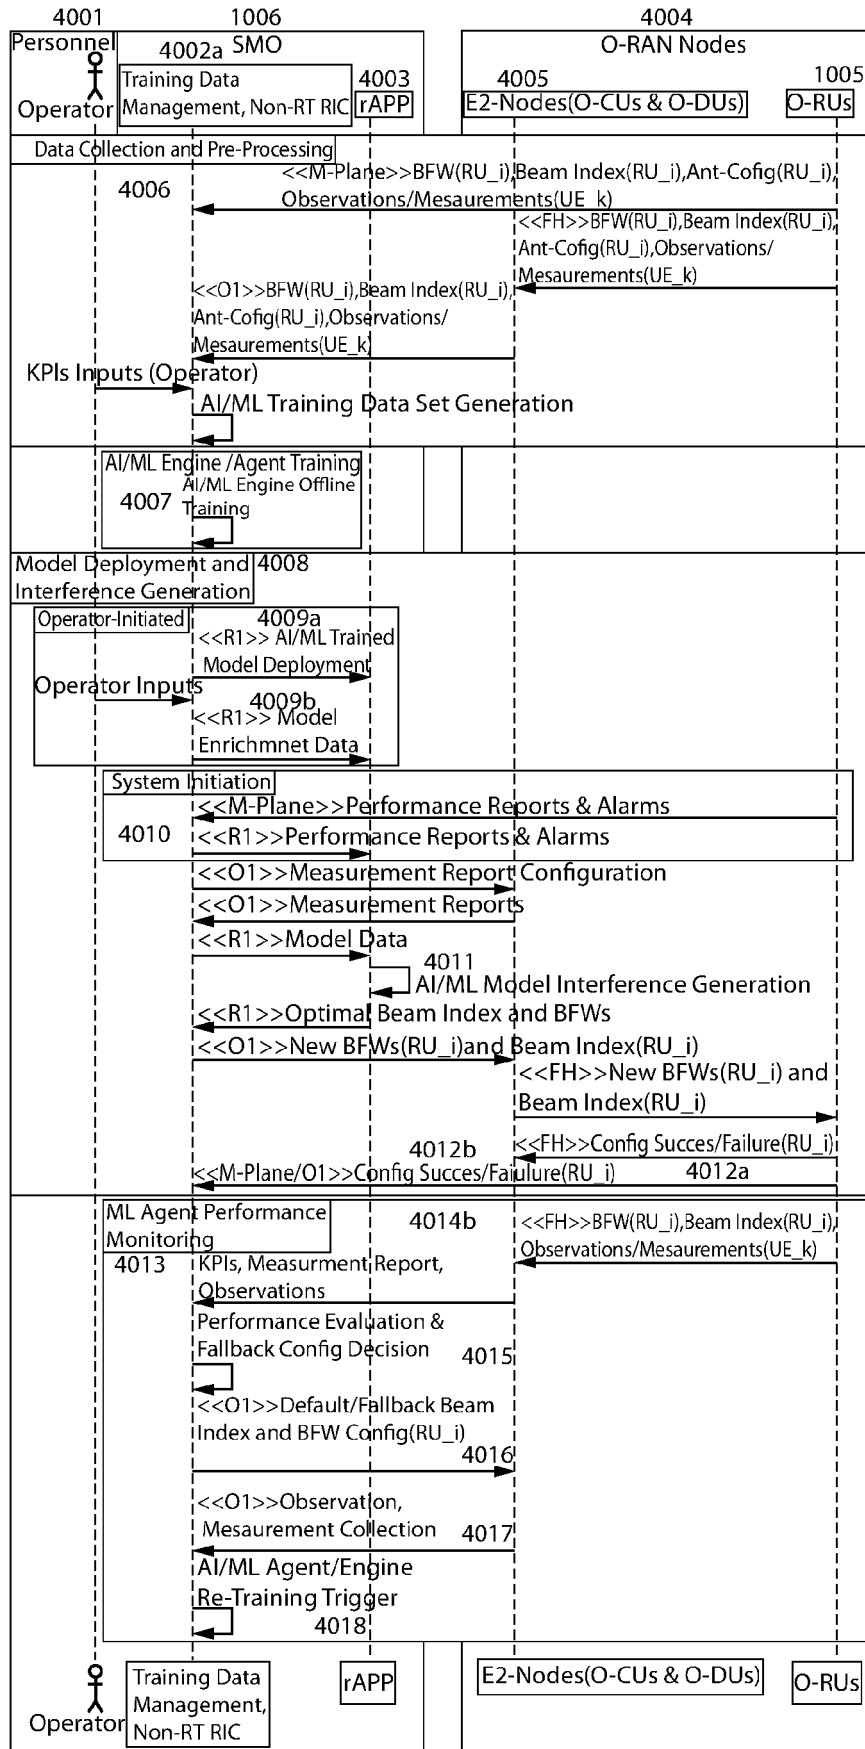 4001 1006 4004
Personnel SMO O-RAN Nodes
4002a
4003 4005 1005
Operator
Training Data
Management, Non-RT RIC
rAPP
E2-Nodes(O-CUs & O-DUs)
O-RUs
Data Collection and Pre-Processing
4006
<<M-Plane>>BFW(RU_i),Beam Index(RU_i),Ant-Cofig(RU_i),
Observations/Mesaurements(UE_k)
<<FH>>BFW(RU_i),Beam Index(RU_i),
Ant-Cofig(RU_i),Observations/
Mesaurements(UE_k)
<<O1>>BFW(RU_i),Beam Index(RU_i),
Ant-Cofig(RU_i),Observations/
Mesaurements(UE_k)
KPIs Inputs (Operator)
AI/ML Training Data Set Generation
AI/ML Engine /Agent Training
4007
AI/ML Engine Offline
Training
Model Deployment and
Interference Generation
4008
Operator-Initiated
4009a
<<R1>> AI/ML Trained
Model Deployment
Operator Inputs
4009b
<<R1>> Model
Enrichmnet Data
System Initiation
<<M-Plane>>Performance Reports & Alarms
4010
<<R1>>Performance Reports & Alarms
<<O1>>Measurement Report Configuration
<<O1>>Measurement Reports
<<R1>>Model Data
4011
AI/ML Model Interference Generation
<<R1>>Optimal Beam Index and BFWs
<<O1>>New BFWs(RU_i)and Beam Index(RU_i)
<<FH>>New BFWs(RU_i) and
Beam Index(RU_i)
4012b
<<FH>>Config Succes/Failure(RU_i)
<<M-Plane/O1>>Config Succes/Faiulure(RU_i)
4012a
ML Agent Performance
Monitoring
4014b
<<FH>>BFW(RU_i),Beam Index(RU_i),
Observations/Mesaurements(UE_k)
4013
KPIs, Measurment Report,
Observations
Performance Evaluation &
Fallback Config Decision
4015
<<O1>>Default/Fallback Beam
Index and BFW Config(RU_i)
4016
<<O1>>Observation,
Mesaurement Collection
4017
AI/ML Agent/Engine
Re-Training Trigger
4018
Operator
Training Data
Management,
Non-RT RIC
rAPP
E2-Nodes(O-CUs & O-DUs)
O-RUs